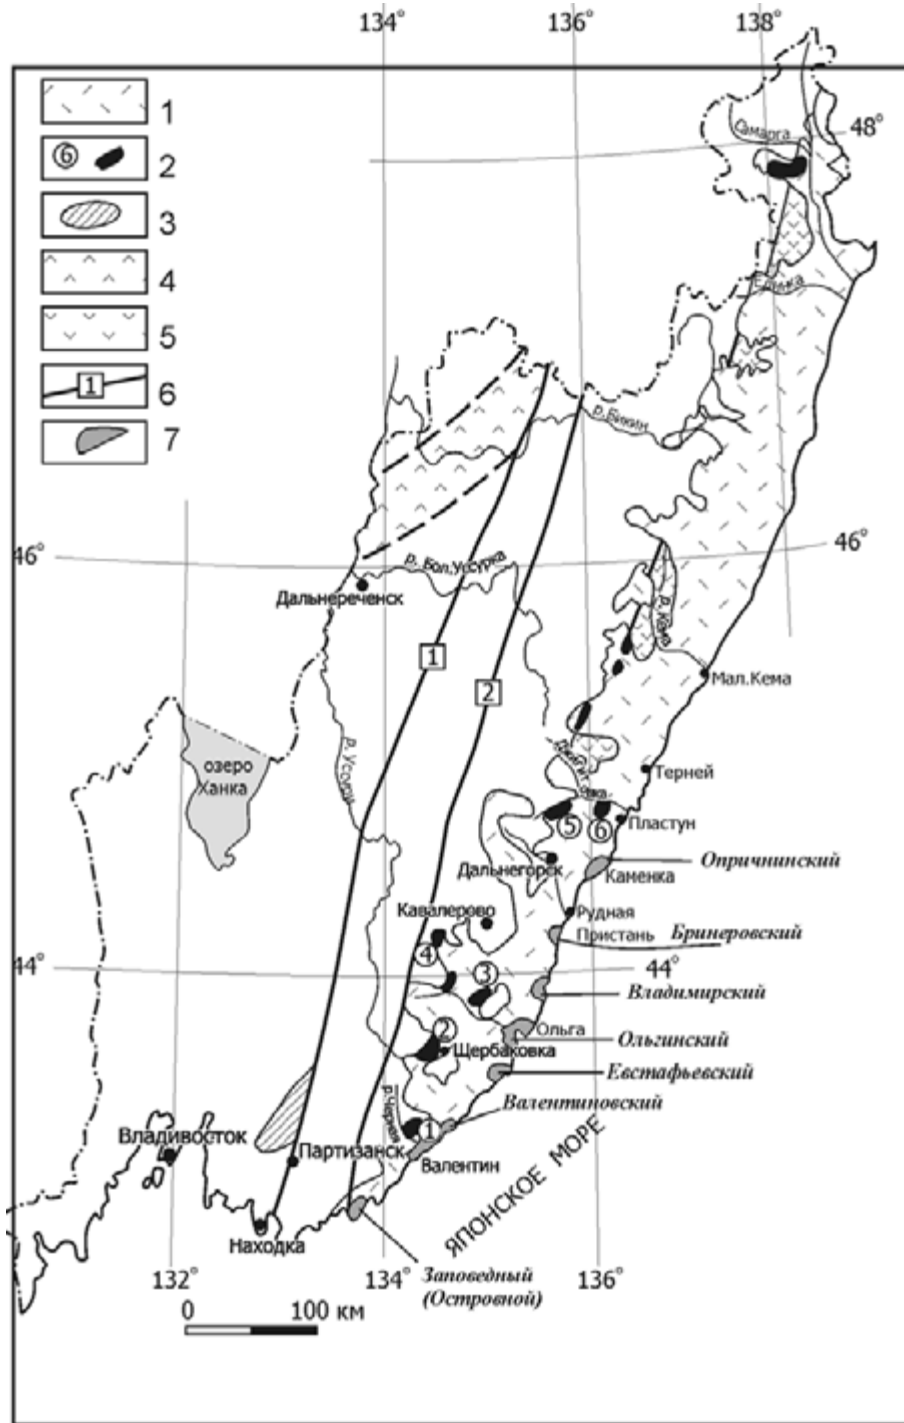 134°
136°
138°
1
⑥
2
3
4
5
1
6
7
Самарга
48°
Единка
р.Бикин
46°
46°
р. Бол.Уссурка
Дальнереченск
р. Кема
1
2
Мал.Кема
озеро
Ханка
р. Уссури
Терней
Пластун
⑤
⑥
Дальнегорск
Каменка
Опричнинский
Кавалерово
Рудная
Пристань
Бринеровский
④
③
44°
44°
Владимирский
②
Ольга
Ольгинский
Щербаковка
Евстафьевский
Валентиновский
р.Черная
①
Владивосток
Партизанск
Валентин
ЯПОНСКОЕ МОРЕ
Находка
132°
134°
136°
Заповедный
(Островной)
0
100 км